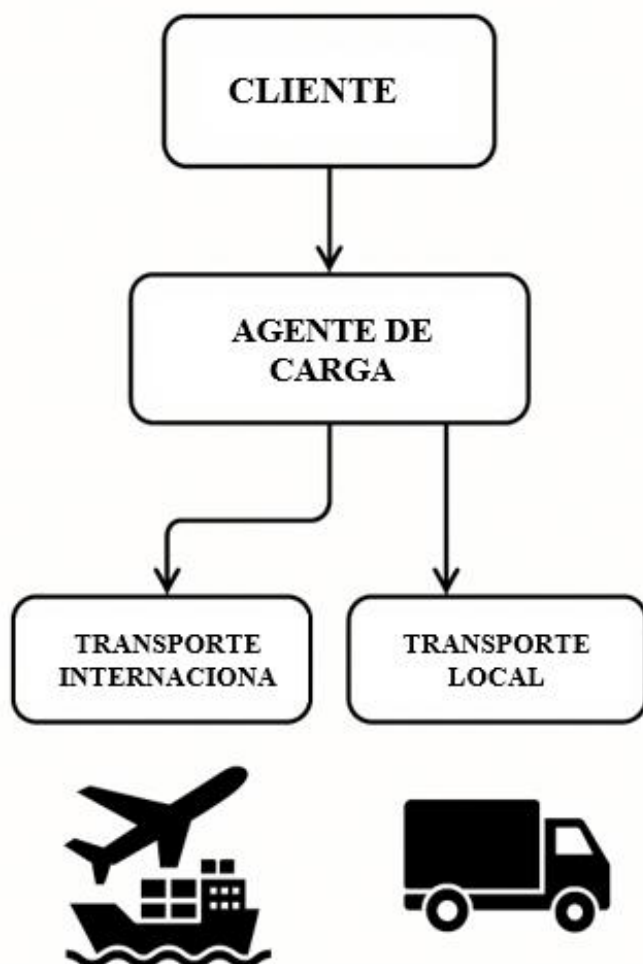 CLIENTE
AGENTE DE
CARGA
TRANSPORTE
INTERNACIONA
TRANSPORTE
LOCAL